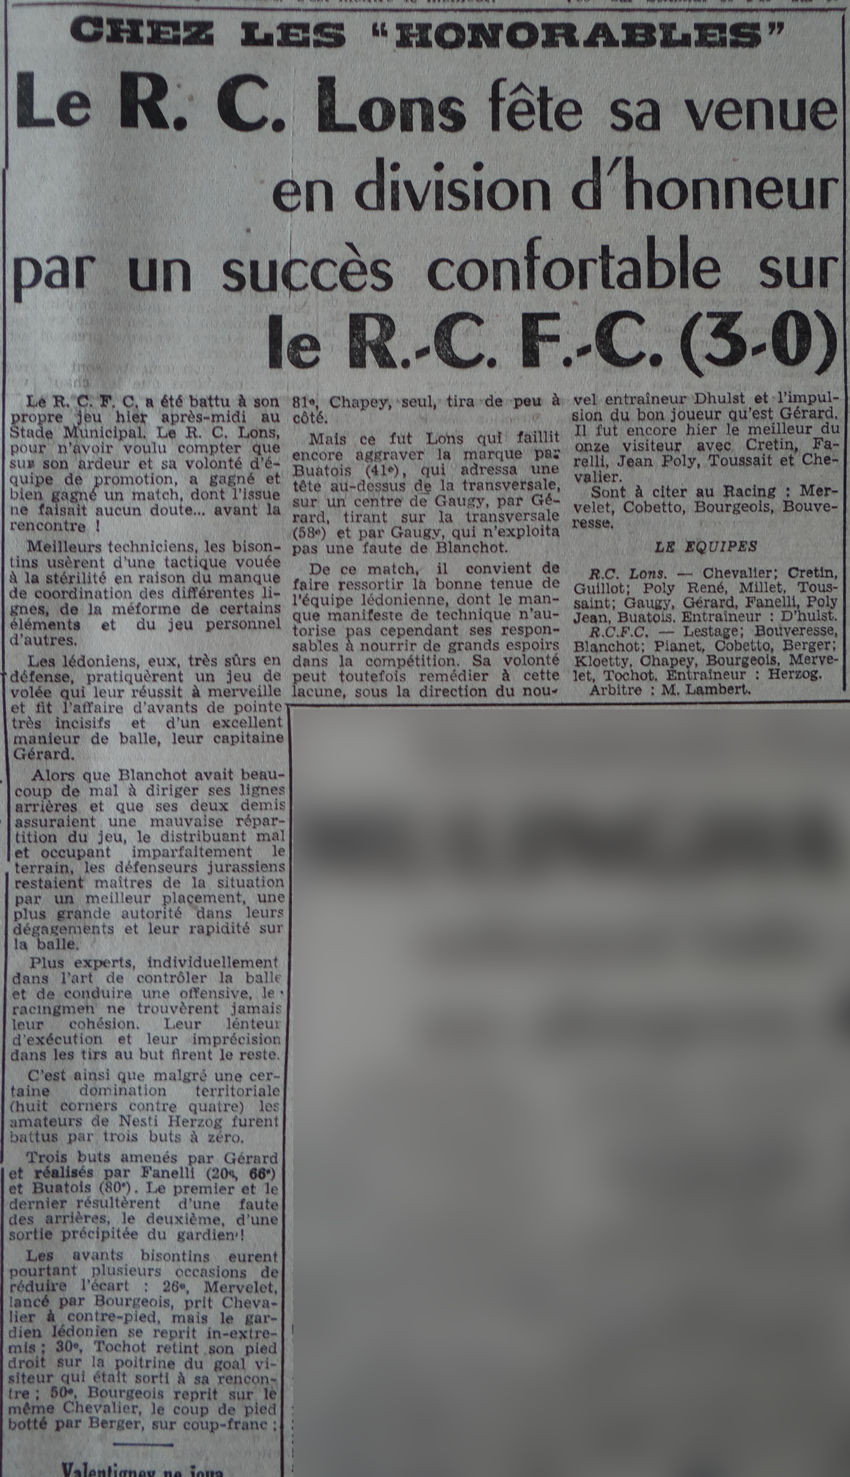 CHEZ LES "HONORABLES"
Le R. C. Lons fête sa venue
en division d'honneur
par un succès confortable sur
le R.-C. F.-C. (3-0)
Le R. C. F. C. a été battu à son
propre jeu hier après-midi au
Stade Municipal. Le R. C. Lons,
pour n'avoir voulu compter que
sur son ardeur et sa volonté d'é-
quipe de promotion, a gagné et
bien gagné un match, dont l'issue
ne faisait aucun doute... avant la
rencontre !
Meilleurs techniciens, les bison-
tins usèrent d'une tactique vouée
à la stérilité en raison du manque
de coordination des différentes li-
gnes, de la méforme de certains
éléments et du jeu personnel
d'autres.
Les lédoniens, eux, très sûrs en
défense, pratiquèrent un jeu de
volée qui leur réussit à merveille
et fit l'affaire d'avants de pointe
très incisifs et d'un excellent
manieur de balle, leur capitaine
Gérard.
Alors que Blanchot avait beau-
coup de mal à diriger ses lignes
arrières et que ses deux demis
assuraient une mauvaise répar-
tition du jeu, le distribuant mal
et occupant imparfaitement le
terrain, les défenseurs jurassiens
restaient maîtres de la situation
par un meilleur placement, une
plus grande autorité dans leurs
dégagements et leur rapidité sur
la balle.
Plus experts, individuellement
dans l'art de contrôler la balle
et de conduire une offensive, le
racingmen ne trouvèrent jamais
leur cohésion. Leur lénteur
d'exécution et leur imprécision
dans les tirs au but firent le reste.
C'est ainsi que malgré une cer-
taine domination territoriale
(huit corners contre quatre) les
amateurs de Nesti Herzog furent
battus par trois buts à zéro.
Trois buts amenés par Gérard
et réalisés par Fanelli (20e, 66e)
et Buatois (80e). Le premier et le
dernier résultèrent d'une faute
des arrières, le deuxième, d'une
sortie précipitée du gardien !
Les avants bisontins eurent
pourtant plusieurs occasions de
réduire l'écart : 26e, Mervelet,
lancé par Bourgeois, prit Cheva-
lier à contre-pied, mais le gar-
dien lédonien se reprit in-extre-
mis ; 30e, Tochot retint son pied
droit sur la poitrine du goal vi-
siteur qui était sorti à sa rencon-
tre ; 50e, Bourgeois reprit sur le
même Chevalier, le coup de pied
botté par Berger, sur coup-franc ;
81e, Chapey, seul, tira de peu à
côté.
Mais ce fut Lons qui faillit
encore aggraver la marque par
Buatois (41e), qui adressa une
tête au-dessus de la transversale,
sur un centre de Gaugy, par Gé-
rard, tirant sur la transversale
(58e) et par Gaugy, qui n'exploita
pas une faute de Blanchot.
De ce match, il convient de
faire ressortir la bonne tenue de
l'équipe lédonienne, dont le man-
que manifeste de technique n'au-
torise pas cependant ses respon-
sables à nourrir de grands espoirs
dans la compétition. Sa volonté
peut toutefois remédier à cette
lacune, sous la direction du nou-
vel entraîneur Dhulst et l'impul-
sion du bon joueur qu'est Gérard.
Il fut encore hier le meilleur du
onze visiteur avec Cretin, Fa-
relli, Jean Poly, Toussait et Che-
valier.
Sont à citer au Racing : Mer-
velet, Cobetto, Bourgeois, Bouve-
resse.
LE EQUIPES
R.C. Lons. — Chevalier; Cretin,
Guillot; Poly René, Millet, Tous-
saint; Gaugy, Gérard, Fanelli, Poly
Jean, Buatois. Entraîneur : D'hulst.
R.C.F.C. — Lestage; Bouveresse,
Blanchot; Pianet, Cobetto, Berger;
Kloetty, Chapey, Bourgeois, Merve-
let, Tochot. Entraîneur : Herzog.
Arbitre : M. Lambert.
Valentigney ne joua